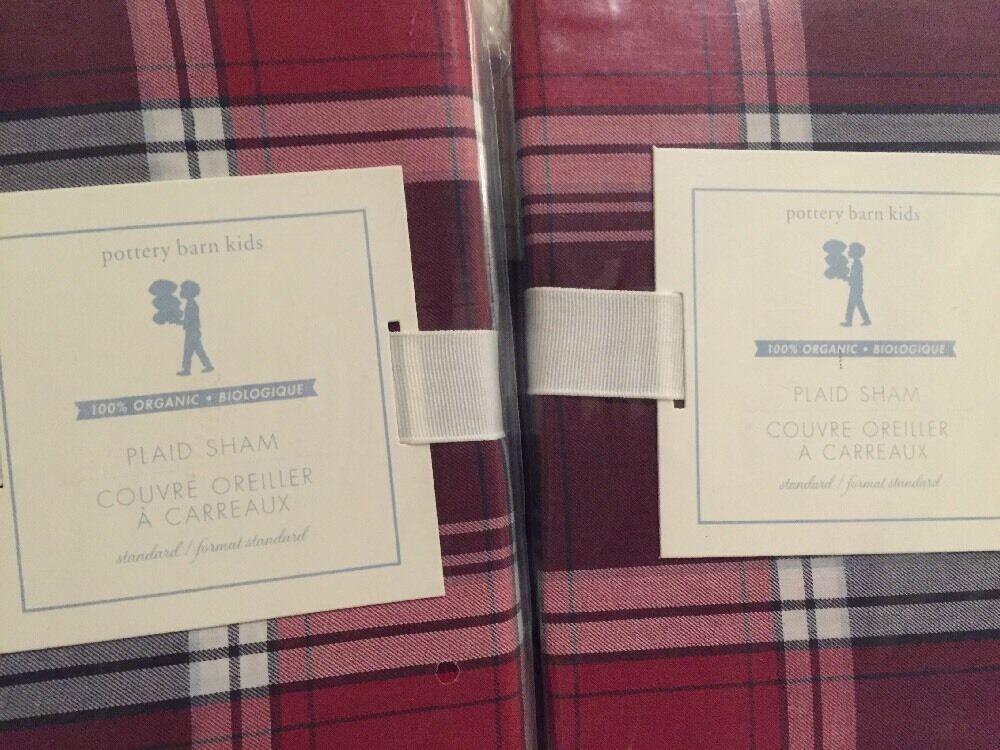 pottery barn kids
100% ORGANIC • BIOLOGIQUE
PLAID SHAM
COUVRE OREILLER
À CARREAUX
standard / format standard
pottery barn kids
100% ORGANIC • BIOLOGIQUE
PLAID SHAM
COUVRE OREILLER
À CARREAUX
standard / format standard